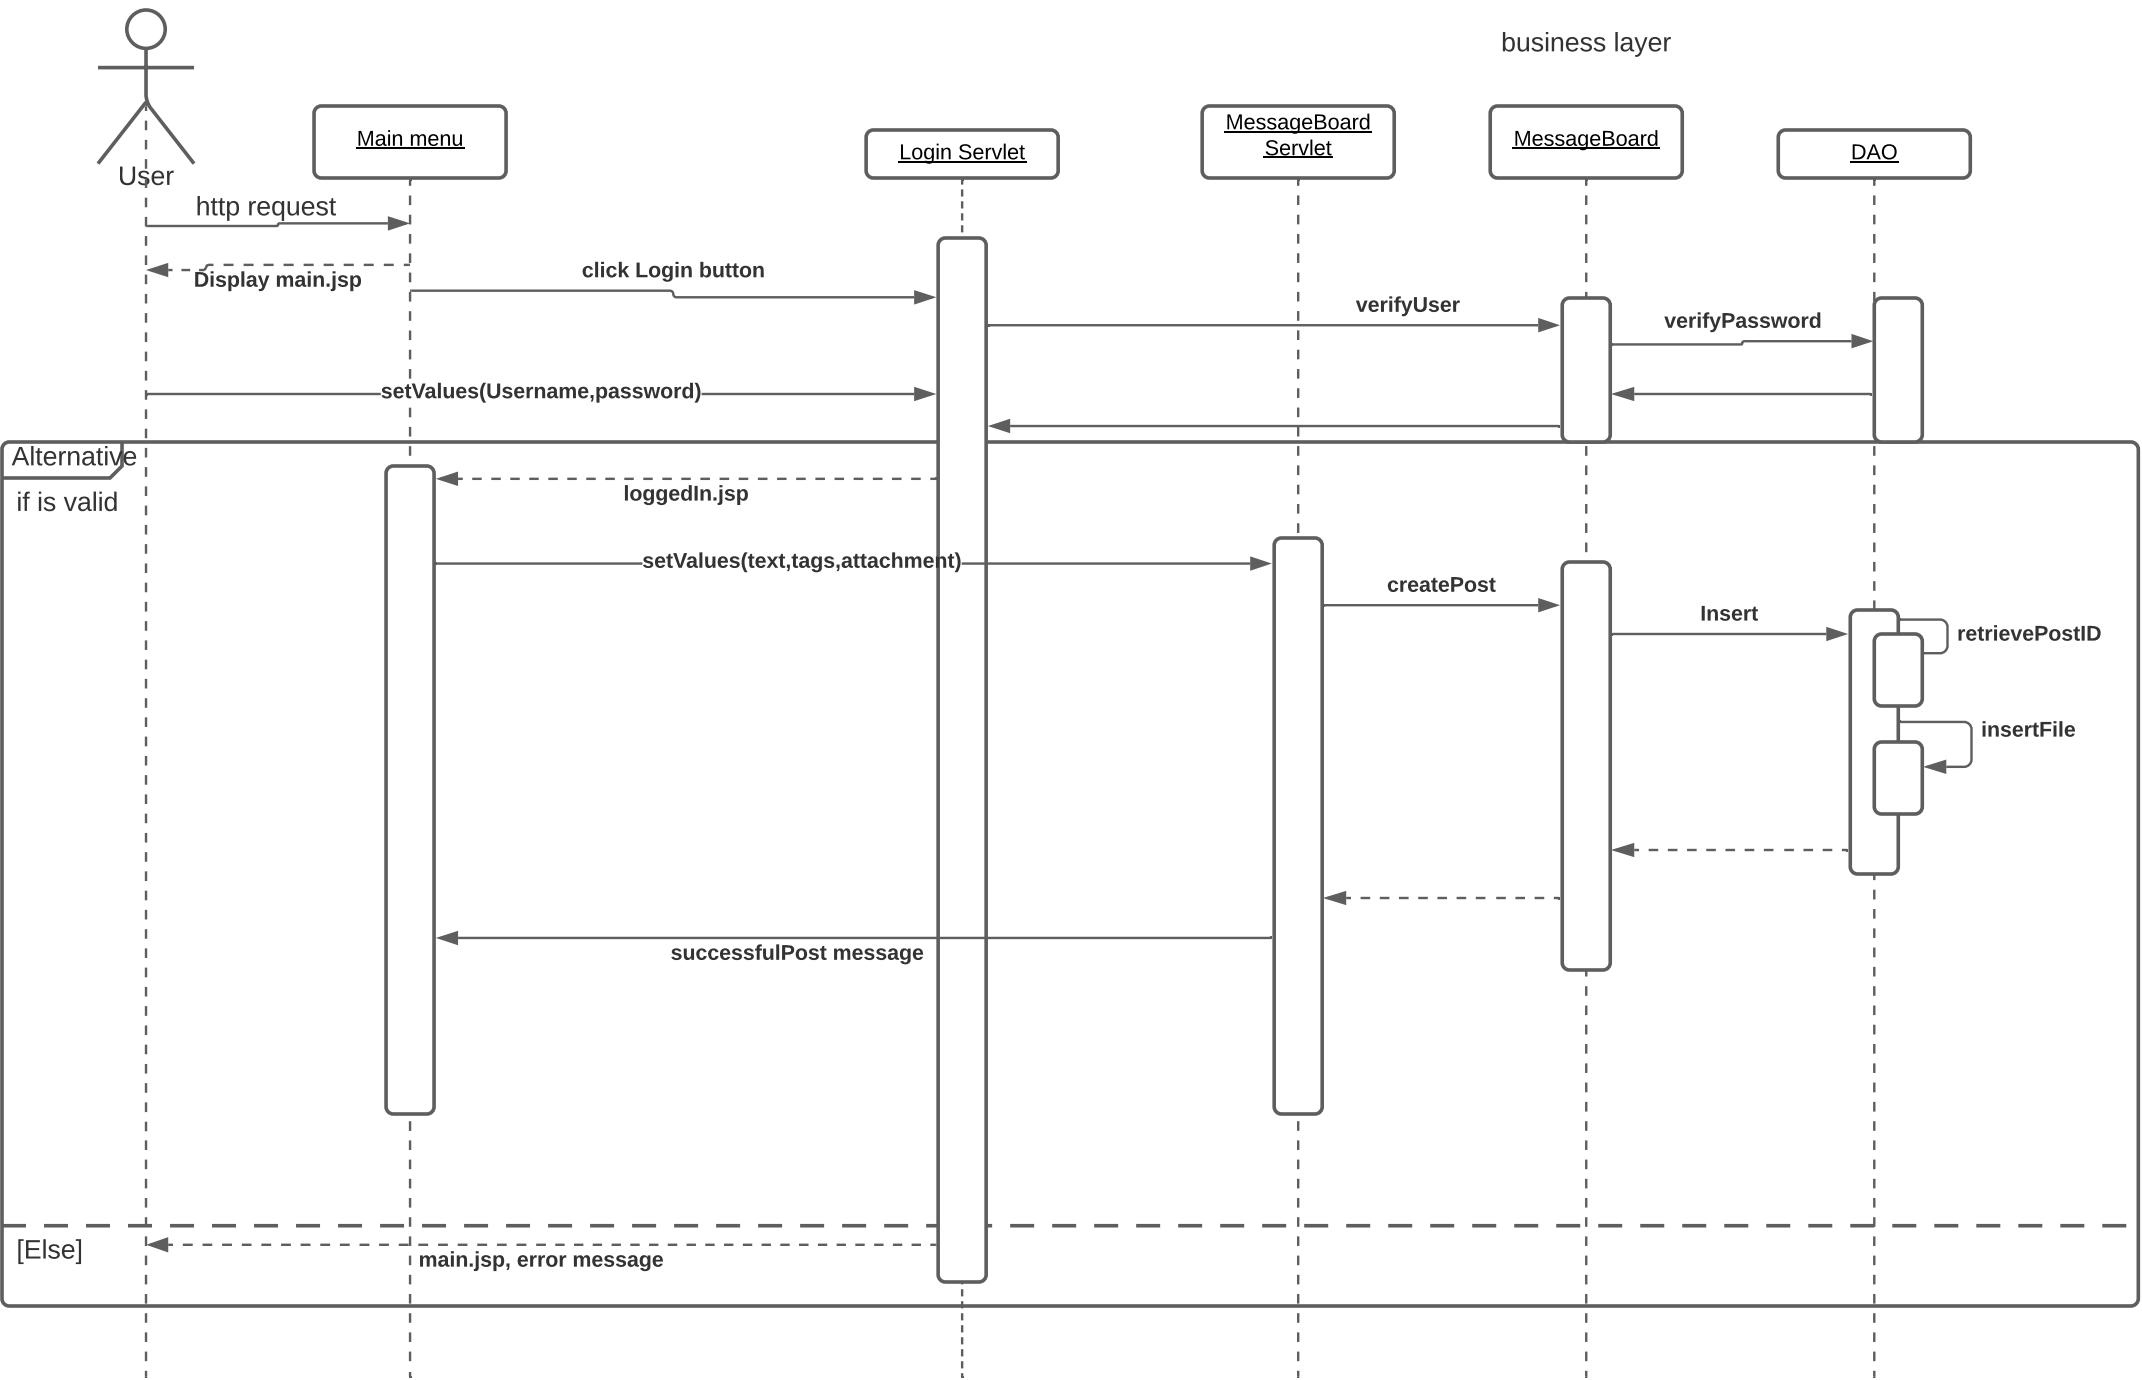 business layer
User
Main menu
Login Servlet
MessageBoard
Servlet
MessageBoard
DAO
http request
Display main.jsp
click Login button
verifyUser
verifyPassword
setValues(Username,password)
Alternative
if is valid
loggedIn.jsp
setValues(text,tags,attachment)
createPost
Insert
retrievePostID
insertFile
successfulPost message
[Else]
main.jsp, error message